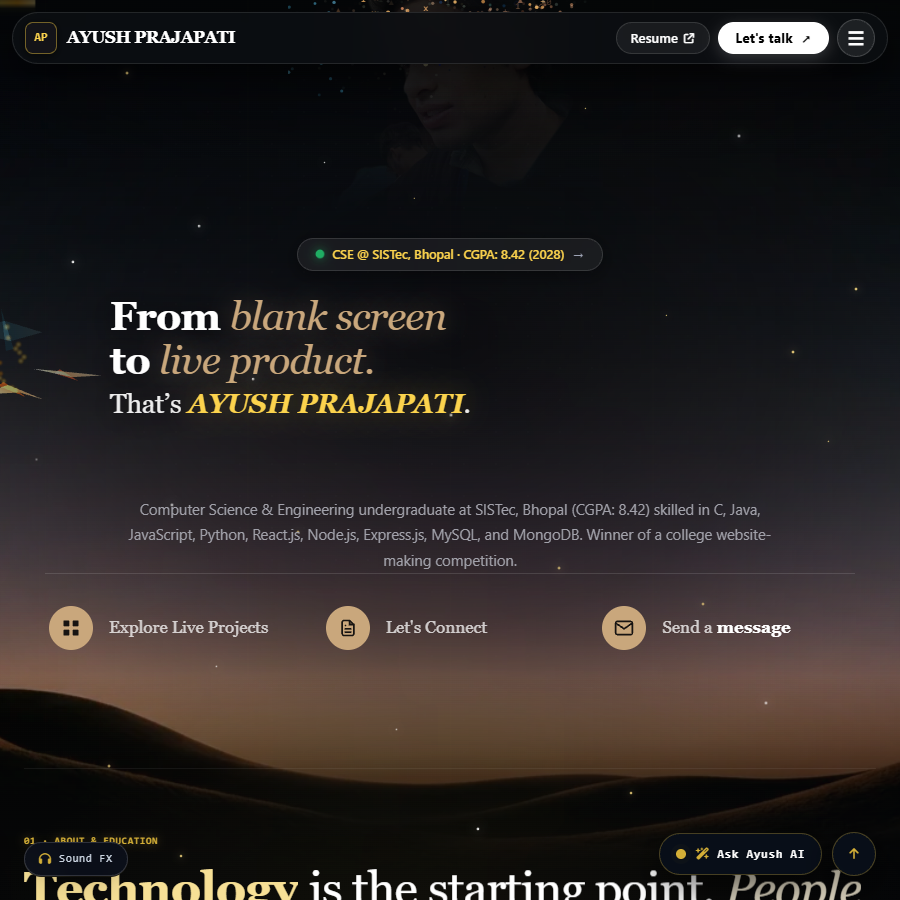 AP AYUSH PRAJAPATI Resume Let's talk ↗
CSE @ SISTec, Bhopal · CGPA: 8.42 (2028) →
From blank screen
to live product.
That's AYUSH PRAJAPATI.
Computer Science & Engineering undergraduate at SISTec, Bhopal (CGPA: 8.42) skilled in C, Java,
JavaScript, Python, React.js, Node.js, Express.js, MySQL, and MongoDB. Winner of a college website-
making competition.
Explore Live Projects Let's Connect Send a message
01 · ABOUT & EDUCATION
Sound FX Ask Ayush AI ↑
Technology is the starting point. People